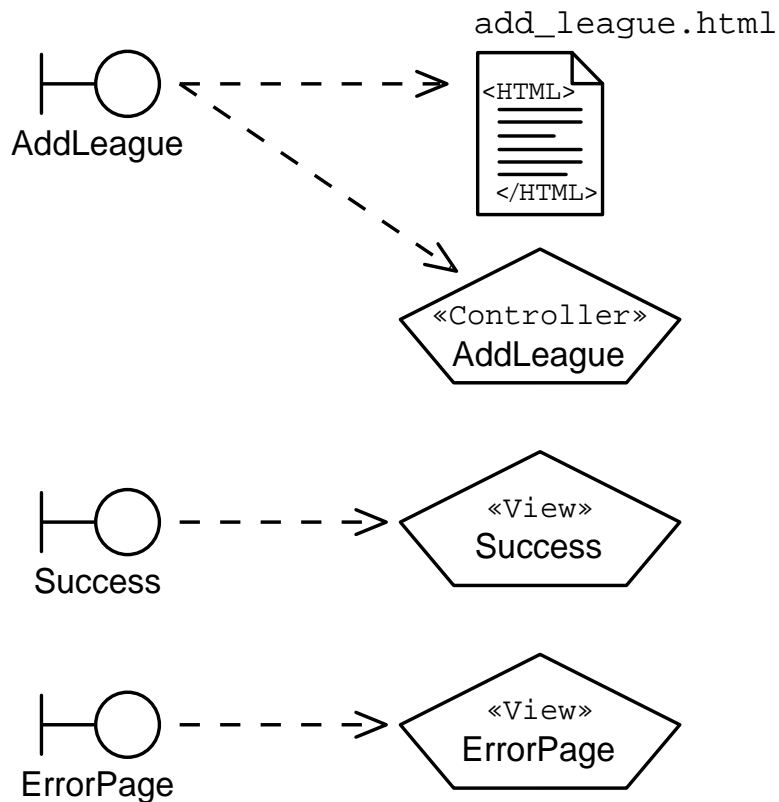 add_league.html
<HTML>
</HTML>
AddLeague
«Controller»
AddLeague
«View»
Success
Success
«View»
ErrorPage
ErrorPage